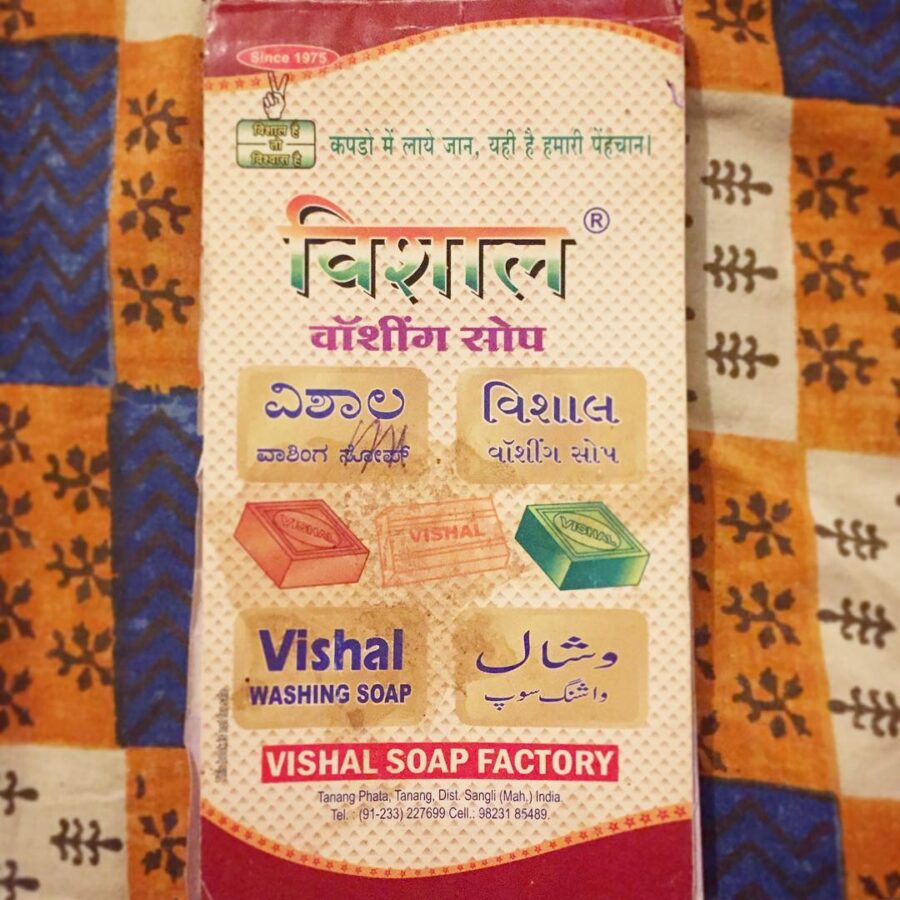 Since 1975
विशाल है
तो
विश्वास है
कपडो में लाये जान, यही है हमारी पेंहचान।
विशाल ®
वॉशींग सोप
ವಿಶಾಲ
ವಾಶಿಂಗ ಸೋಪ್
વિશાલ
વૉશીંગ સોપ
VISHAL
VISHAL
VISHAL
Vishal
WASHING SOAP
وشال
واشنگ سوپ
VISHAL SOAP FACTORY
Tanang Phata, Tanang, Dist. Sangli (Mah.) India.
Tel. : (91-233) 227699 Cell.: 98231 85489.